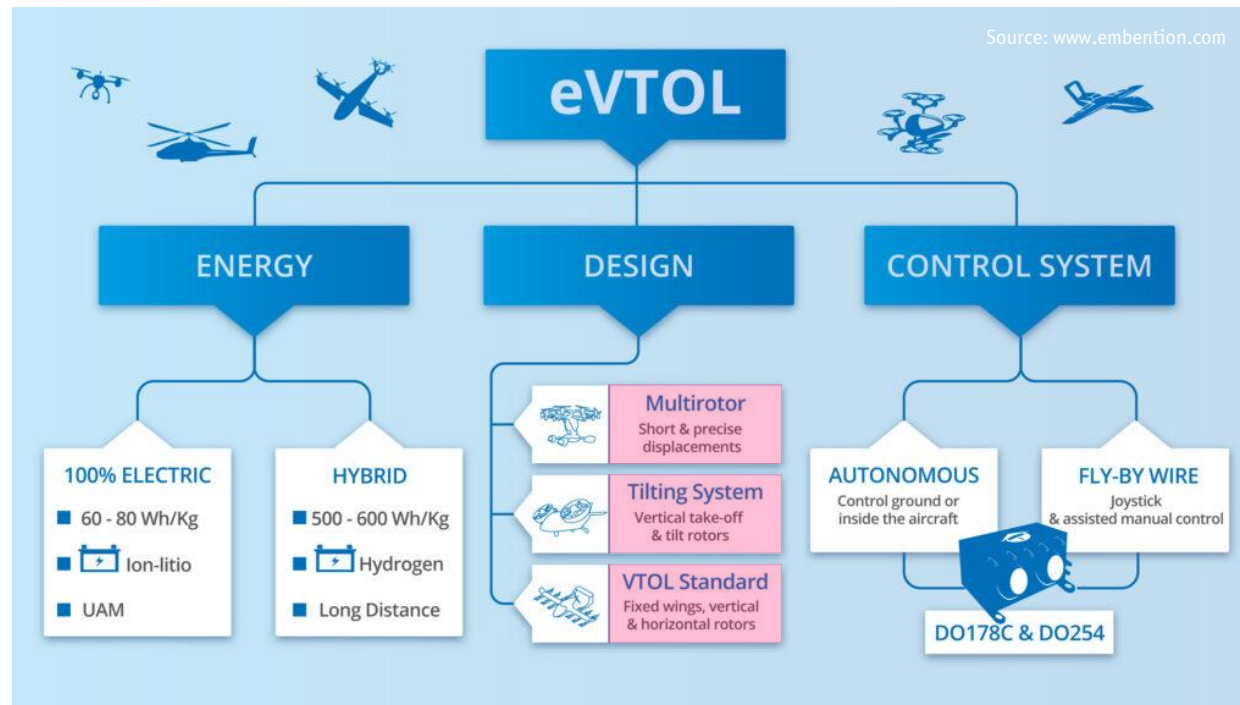 Source: www.embention.com
eVTOL
ENERGY
DESIGN
CONTROL SYSTEM
100% ELECTRIC
60 - 80 Wh/Kg
Ion-litio
UAM
HYBRID
500 - 600 Wh/Kg
Hydrogen
Long Distance
Multirotor
Short & precise
displacements
Tilting System
Vertical take-off
& tilt rotors
VTOL Standard
Fixed wings, vertical
& horizontal rotors
AUTONOMOUS
Control ground or
inside the aircraft
FLY-BY WIRE
Joystick
& assisted manual control
DO178C & DO254